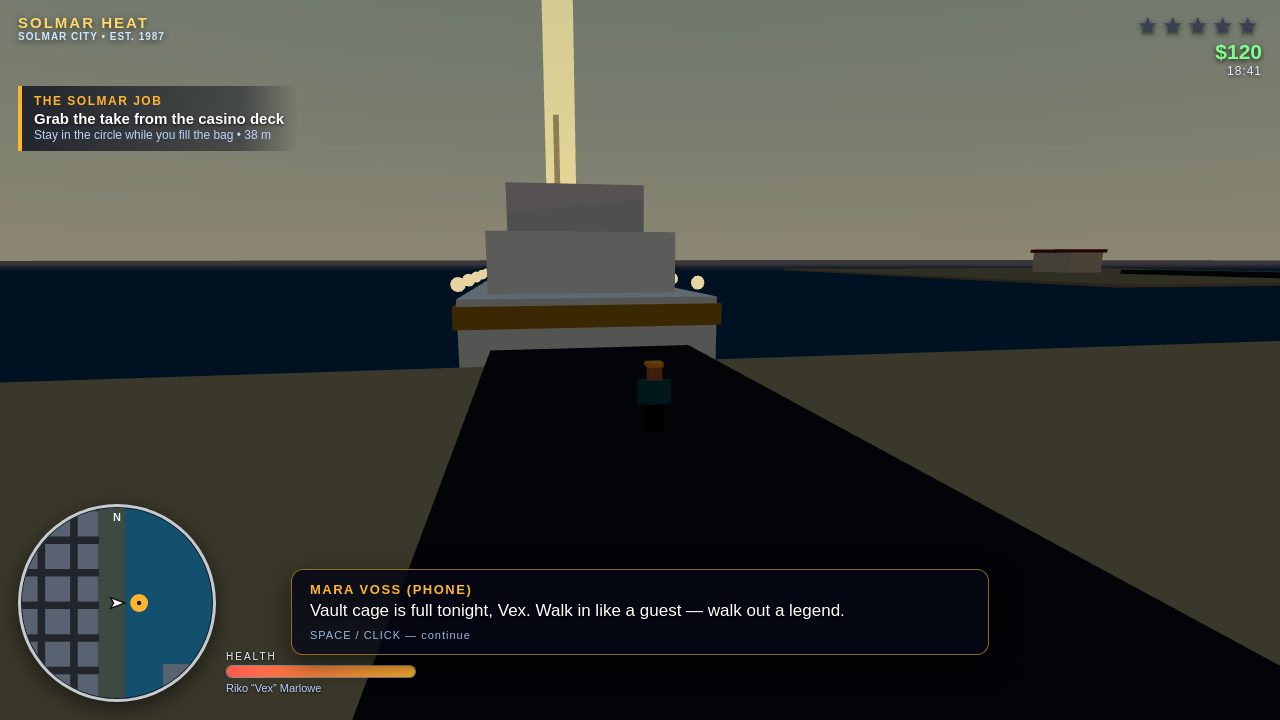 SOLMAR HEAT
SOLMAR CITY • EST. 1987
$120
18:41
THE SOLMAR JOB
Grab the take from the casino deck
Stay in the circle while you fill the bag • 38 m
N
MARA VOSS (PHONE)
Vault cage is full tonight, Vex. Walk in like a guest — walk out a legend.
SPACE / CLICK — continue
HEALTH
Riko “Vex” Marlowe